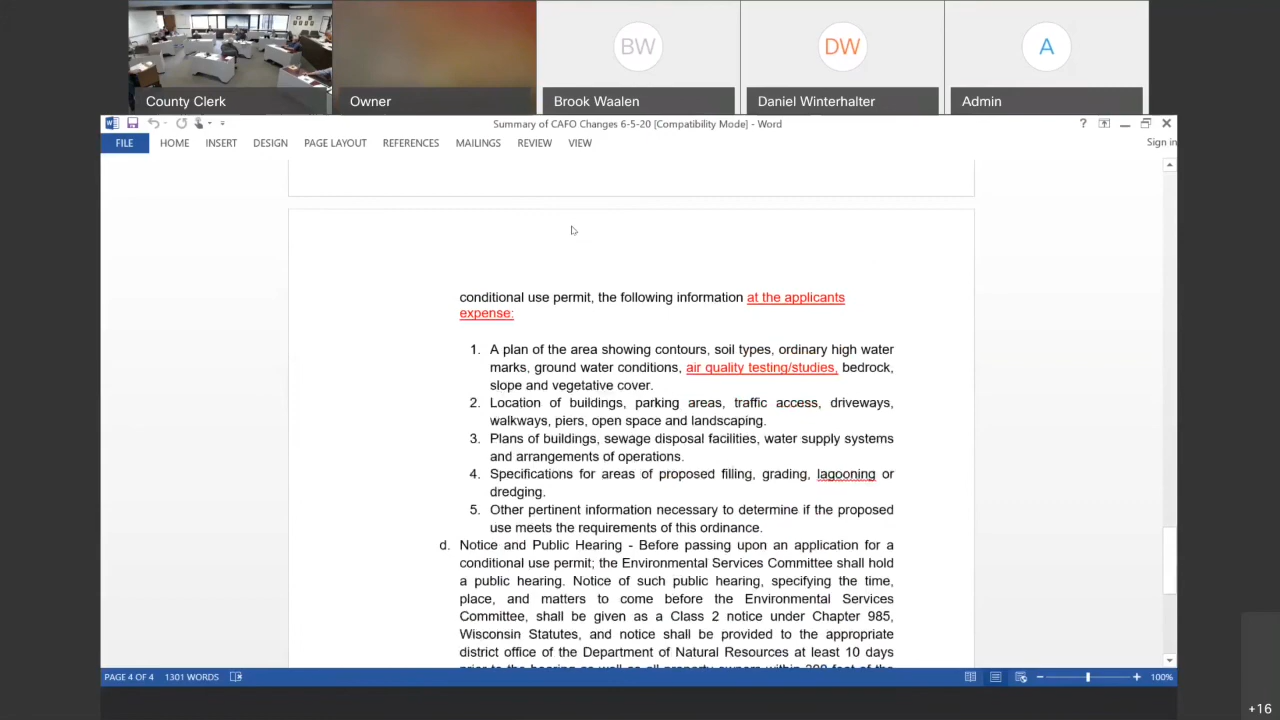 BW
DW
A
County Clerk
Owner
Brook Waalen
Daniel Winterhalter
Admin
Summary of CAFO Changes 6-5-20 [Compatibility Mode] - Word
?
FILE HOME INSERT DESIGN PAGE LAYOUT REFERENCES MAILINGS REVIEW VIEW
Sign in
conditional use permit, the following information at the applicants
expense:
1. A plan of the area showing contours, soil types, ordinary high water
marks, ground water conditions, air quality testing/studies, bedrock,
slope and vegetative cover.
2. Location of buildings, parking areas, traffic access, driveways,
walkways, piers, open space and landscaping.
3. Plans of buildings, sewage disposal facilities, water supply systems
and arrangements of operations.
4. Specifications for areas of proposed filling, grading, lagooning or
dredging.
5. Other pertinent information necessary to determine if the proposed
use meets the requirements of this ordinance.
d. Notice and Public Hearing - Before passing upon an application for a
conditional use permit; the Environmental Services Committee shall hold
a public hearing. Notice of such public hearing, specifying the time,
place, and matters to come before the Environmental Services
Committee, shall be given as a Class 2 notice under Chapter 985,
Wisconsin Statutes, and notice shall be provided to the appropriate
district office of the Department of Natural Resources at least 10 days
PAGE 4 OF 4 1301 WORDS
100%
+16